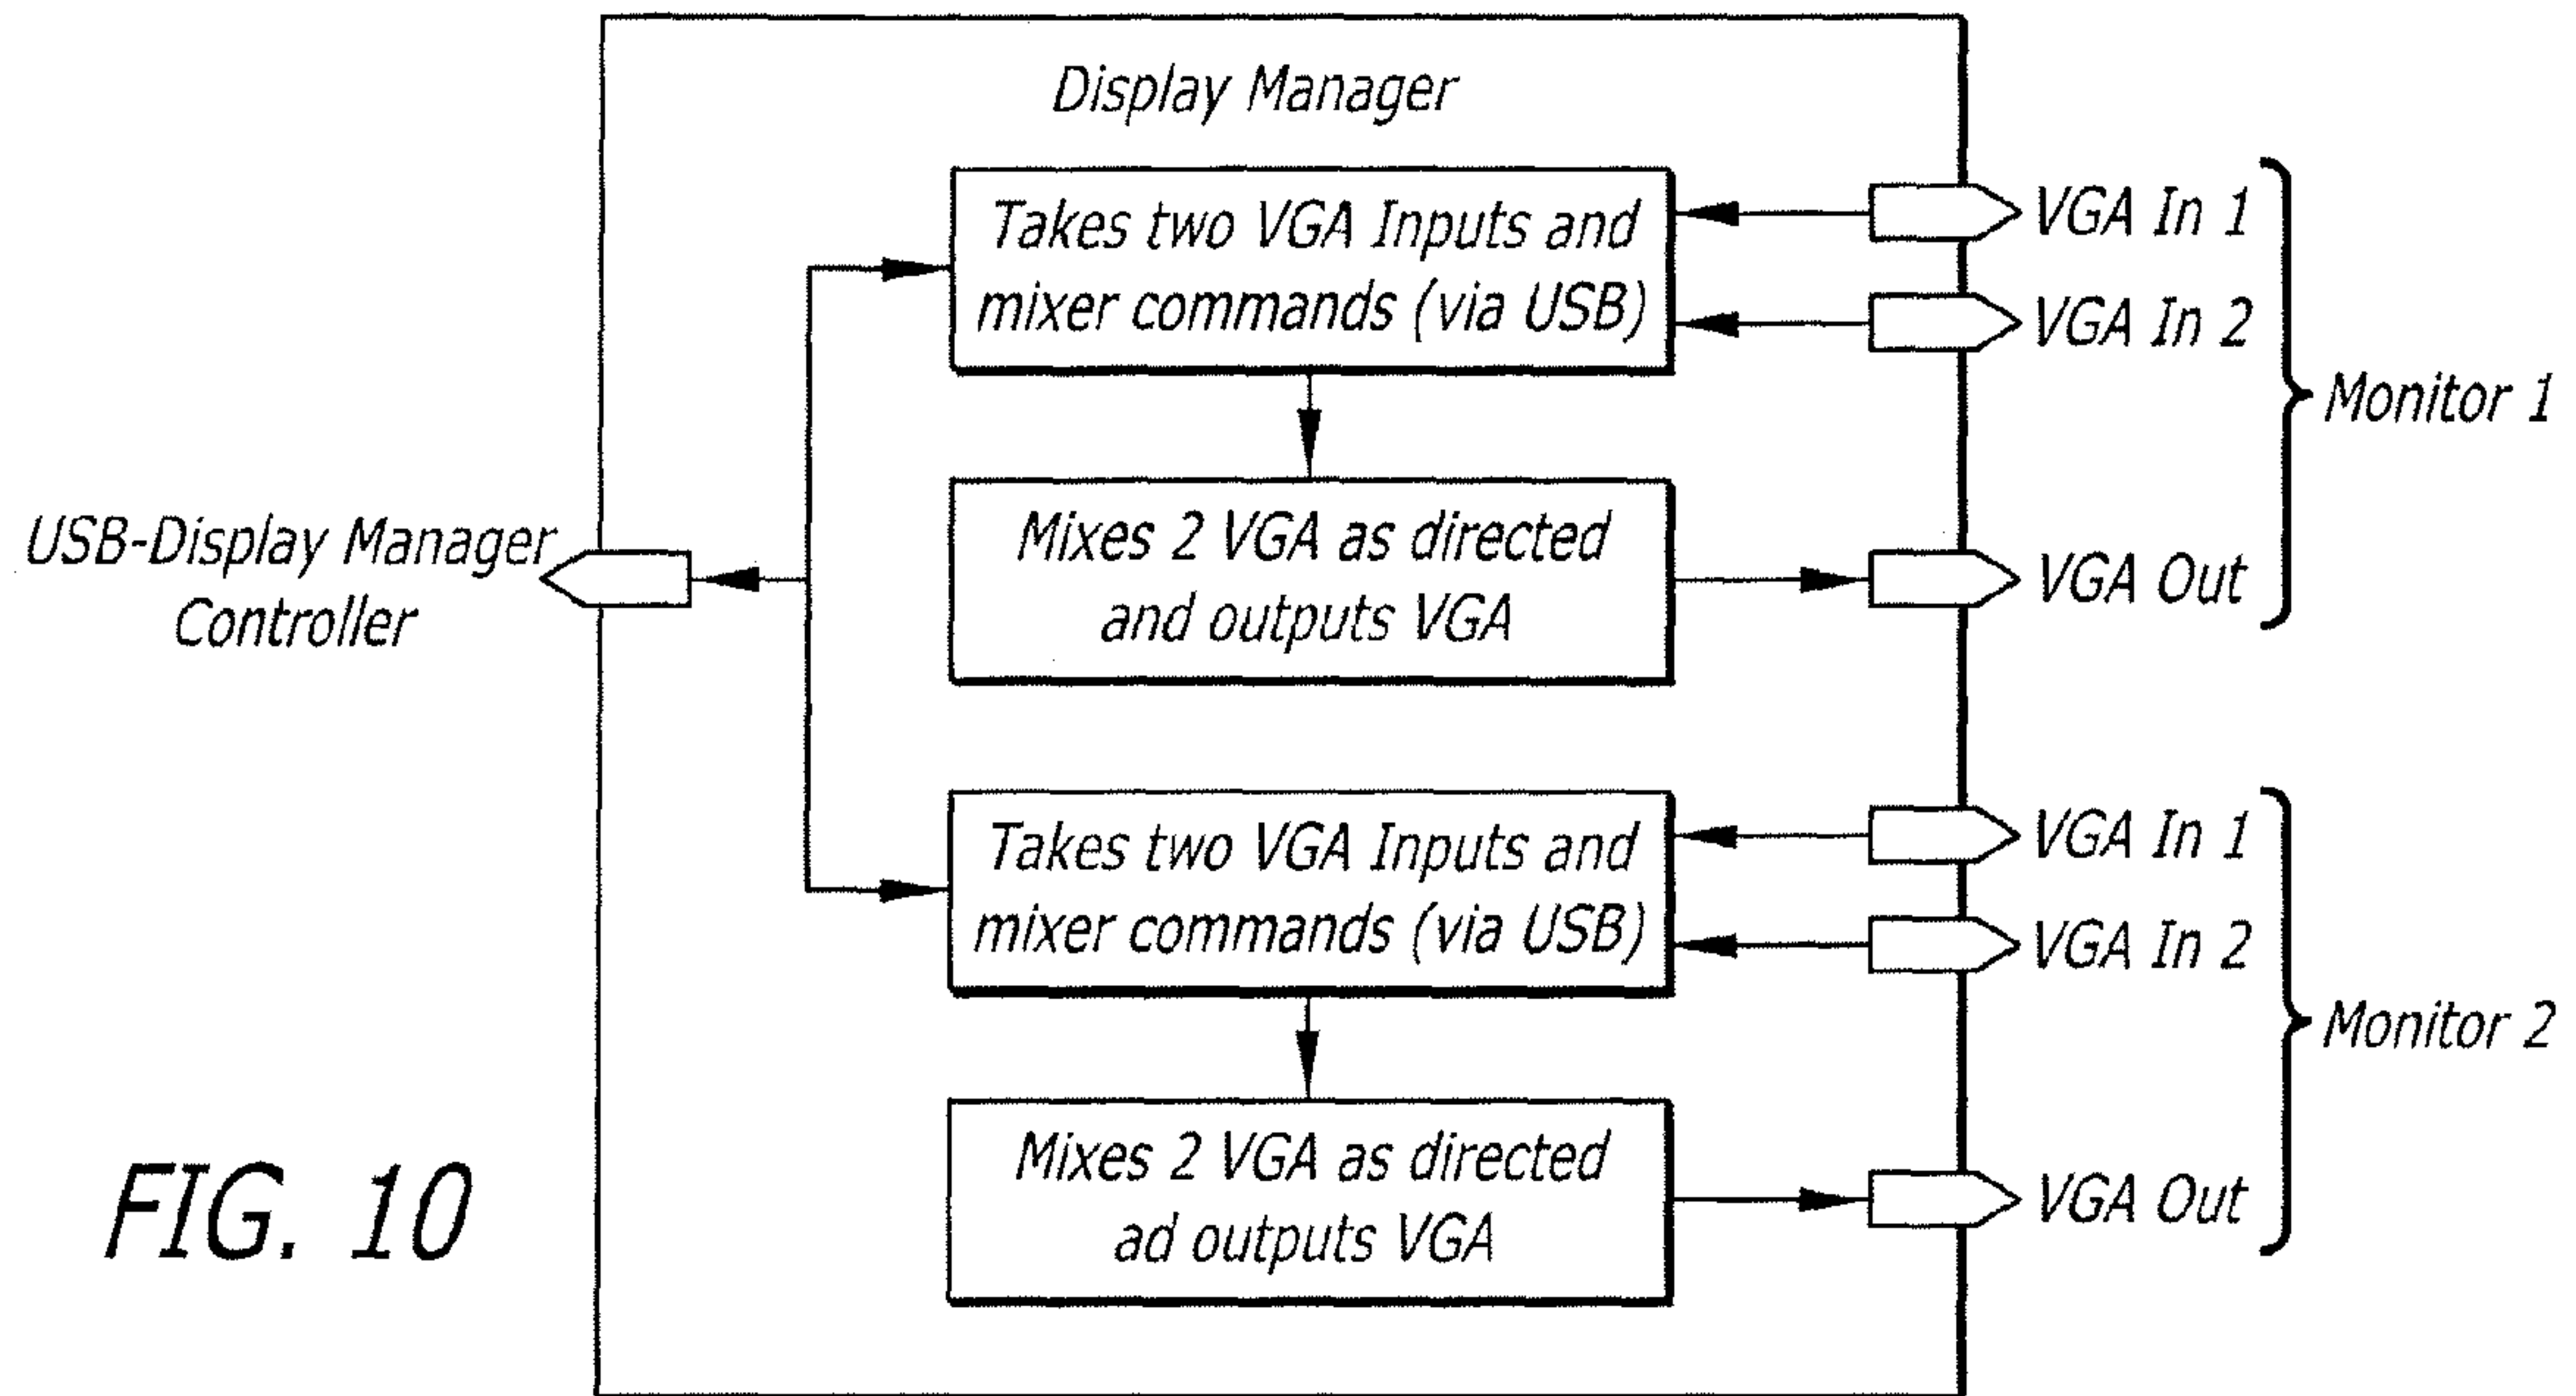 Display Manager
Takes two VGA Inputs and
mixer commands (via USB)
VGA In 1
VGA In 2
Monitor 1
Mixes 2 VGA as directed
and outputs VGA
VGA Out
USB-Display Manager
Controller
Takes two VGA Inputs and
mixer commands (via USB)
VGA In 1
VGA In 2
Monitor 2
Mixes 2 VGA as directed
ad outputs VGA
VGA Out
FIG. 10